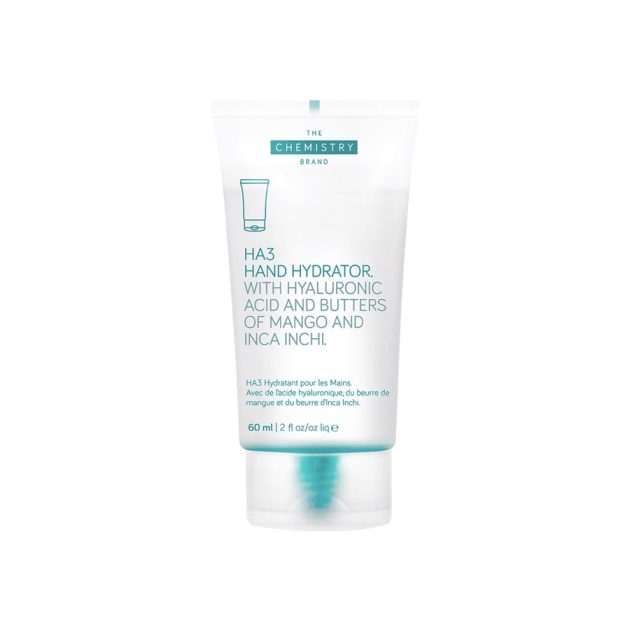 THE
CHEMISTRY
BRAND
HA3
HAND HYDRATOR.
WITH HYALURONIC
ACID AND BUTTERS
OF MANGO AND
INCA INCHI.
HA3 Hydratant pour les Mains.
Avec de l'acide hyaluronique, du beurre de
mangue et du beurre d'Inca Inchi.
60 ml | 2 fl oz/oz liq ℮